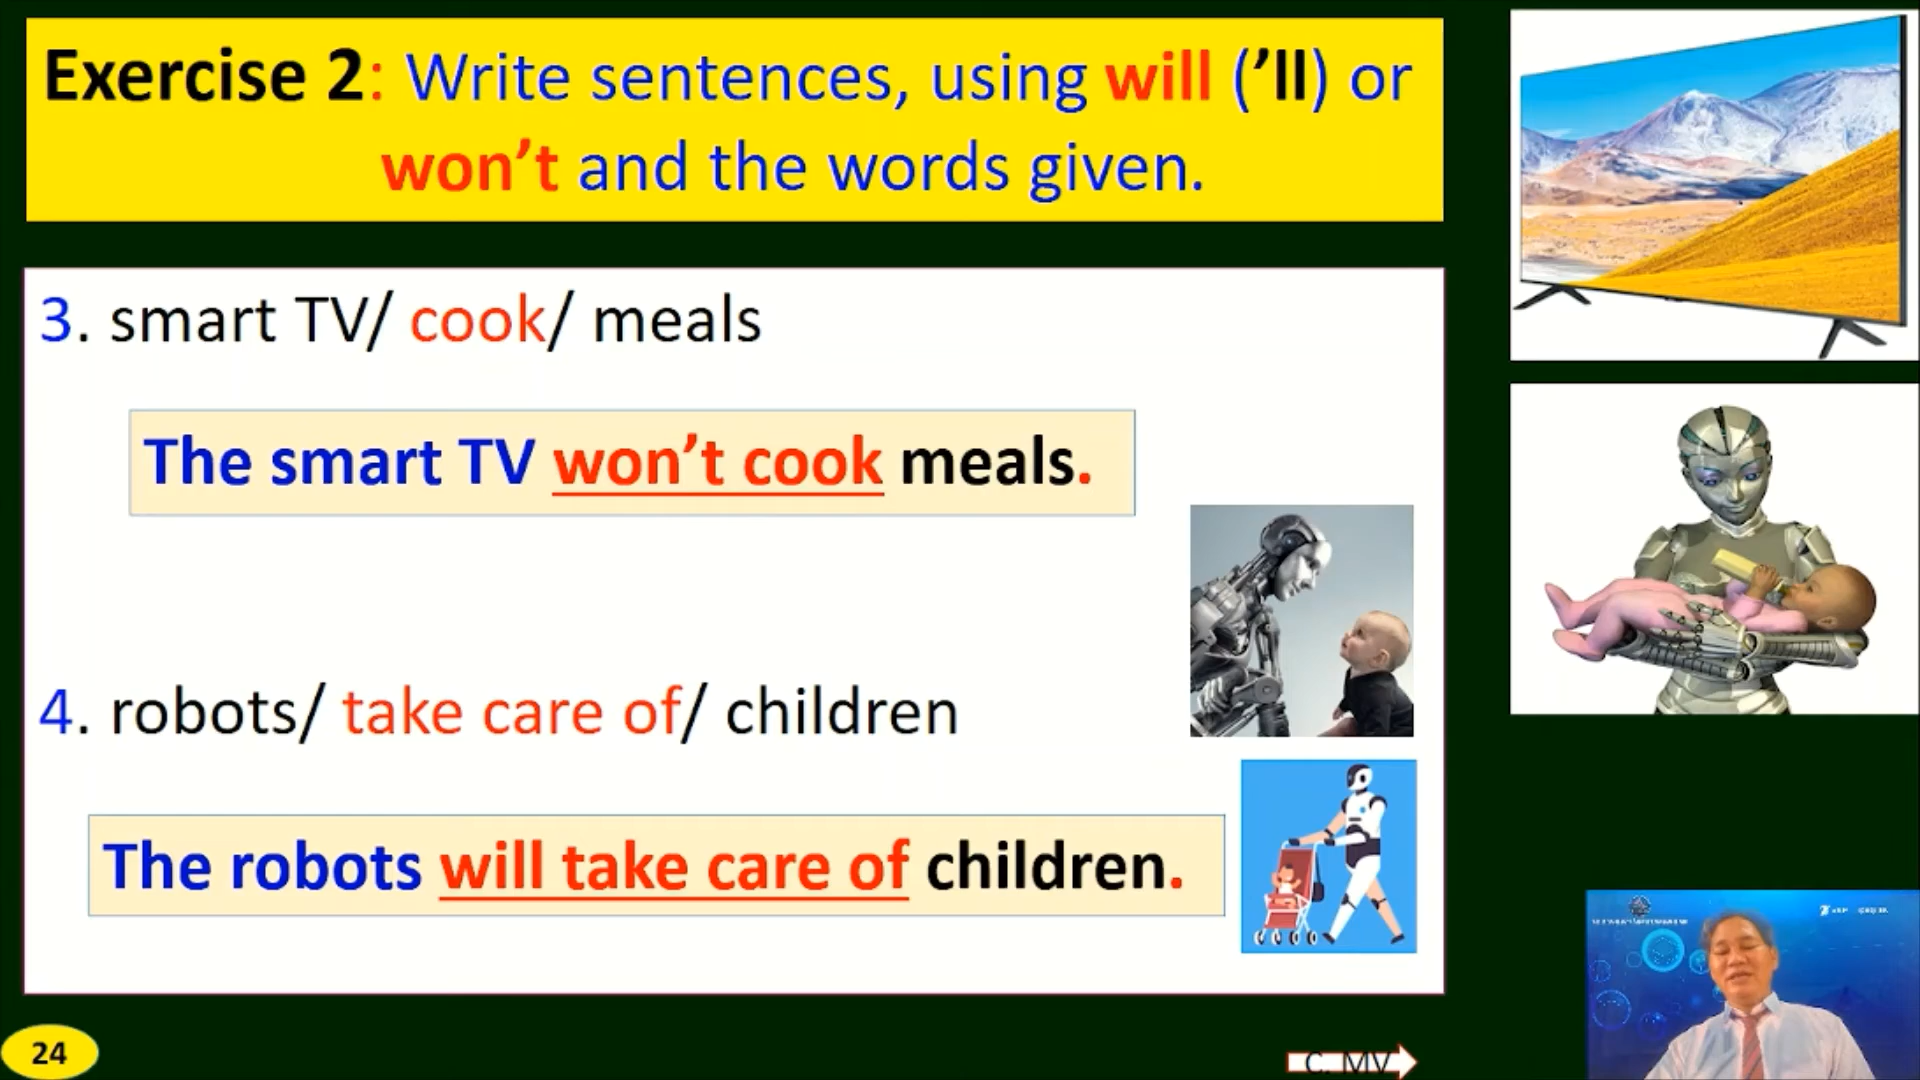 Exercise 2: Write sentences, using will (’ll) or
won’t and the words given.
3. smart TV/ cook/ meals
The smart TV won’t cook meals.
4. robots/ take care of/ children
The robots will take care of children.
24
C. MV